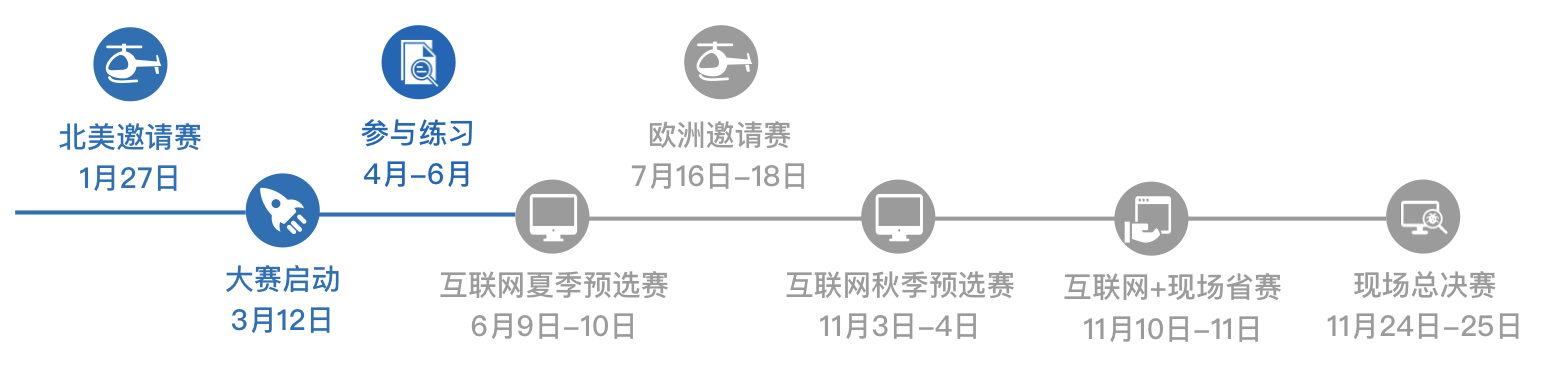 北美邀请赛
1月27日
参与练习
4月–6月
欧洲邀请赛
7月16日–18日
大赛启动
3月12日
互联网夏季预选赛
6月9日–10日
互联网秋季预选赛
11月3日–4日
互联网+现场省赛
11月10日–11日
现场总决赛
11月24日–25日